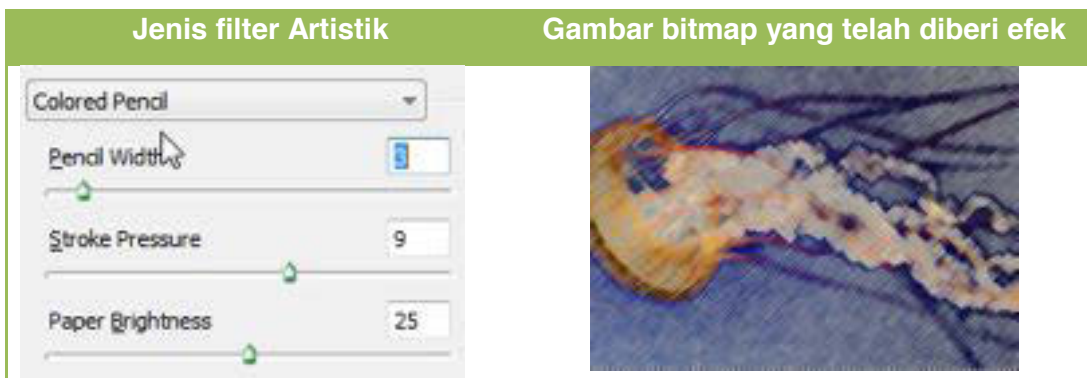 Jenis filter Artistik
Gambar bitmap yang telah diberi efek
Colored Pencil
Pencil Width
3
Stroke Pressure
9
Paper Brightness
25